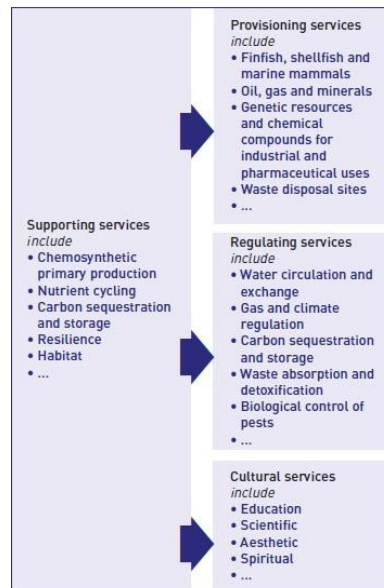 Supporting services
include
• Chemosynthetic
primary production
• Nutrient cycling
• Carbon sequestration
and storage
• Resilience
• Habitat
• ...
Provisioning services
include
• Finfish, shellfish and
marine mammals
• Oil, gas and minerals
• Genetic resources
and chemical
compounds for
industrial and
pharmaceutical uses
• Waste disposal sites
• ...
Regulating services
include
• Water circulation and
exchange
• Gas and climate
regulation
• Carbon sequestration
and storage
• Waste absorption and
detoxification
• Biological control of
pests
• ...
Cultural services
include
• Education
• Scientific
• Aesthetic
• Spiritual
• ...